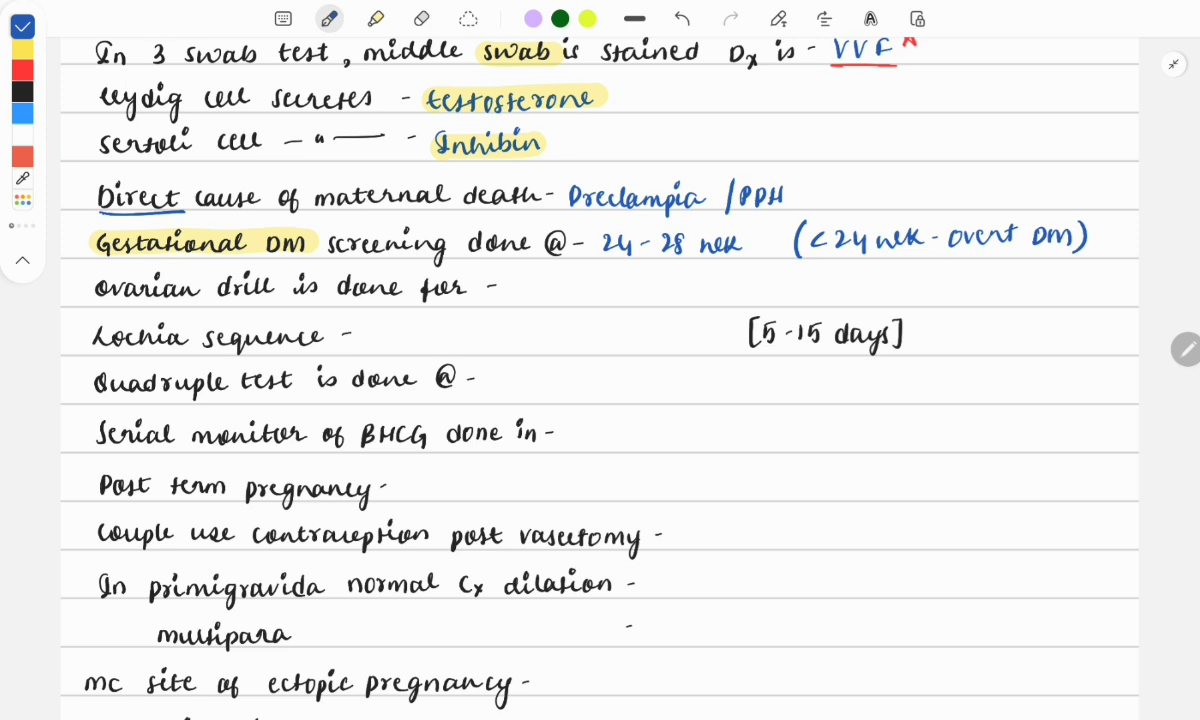 In 3 swab test, middle swab is stained Dx is - VVF *
leydig cell secretes - testosterone
sertoli cell — " —— - Inhibin
Direct cause of maternal death - Preclampia / PPH
Gestational DM screening done @ - 24 - 28 wek (<24 wek - overt DM)
ovarian drill is done for -
Lochia sequence - [5-15 days]
Quadruple test is done @ -
Serial monitor of BHCG done in -
Post term pregnancy -
Couple use contraception post vasectomy -
In primigravida normal Cx dilation -
multipara -
mc site of ectopic pregnancy -